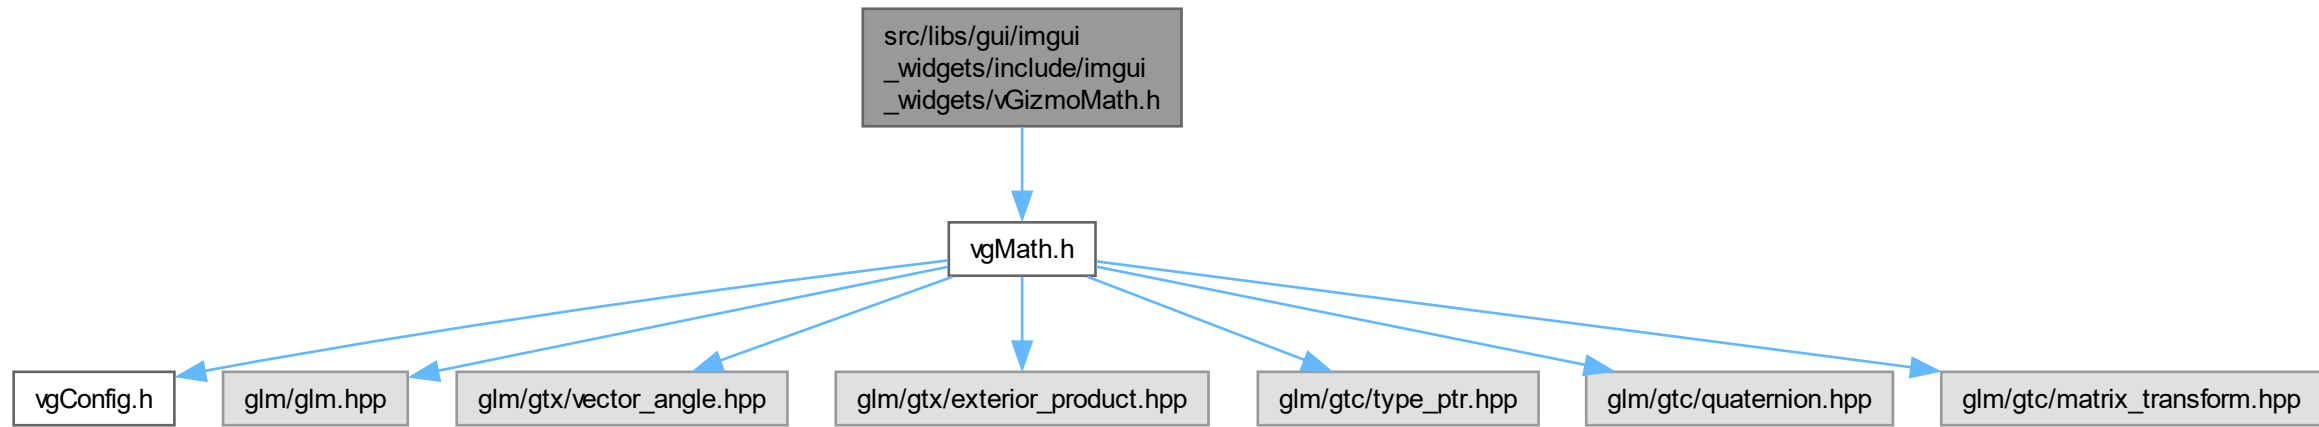 src/libs/gui/imgui
_widgets/include/imgui
_widgets/vGizmoMath.h
vgMath.h
vgConfig.h
glm/glm.hpp
glm/gtx/vector_angle.hpp
glm/gtx/exterior_product.hpp
glm/gtc/type_ptr.hpp
glm/gtc/quaternion.hpp
glm/gtc/matrix_transform.hpp